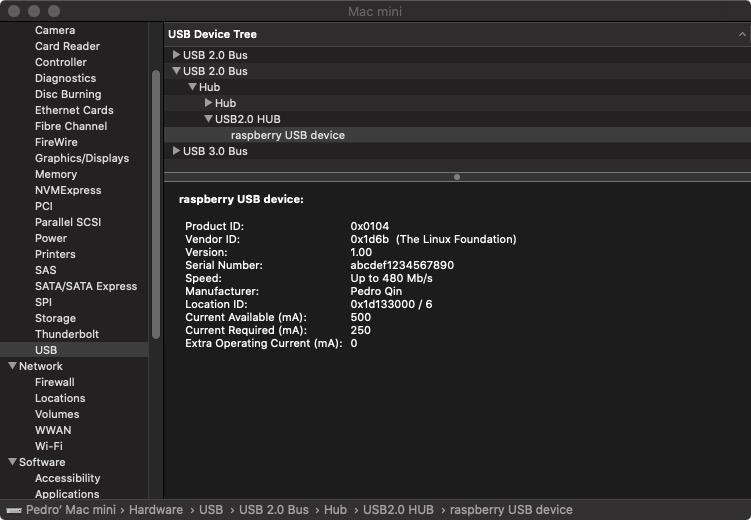 Mac mini
Camera
Card Reader
Controller
Diagnostics
Disc Burning
Ethernet Cards
Fibre Channel
FireWire
Graphics/Displays
Memory
NVMExpress
PCI
Parallel SCSI
Power
Printers
SAS
SATA/SATA Express
SPI
Storage
Thunderbolt
USB
Network
Firewall
Locations
Volumes
WWAN
Wi-Fi
Software
Accessibility
Applications
USB Device Tree
USB 2.0 Bus
USB 2.0 Bus
Hub
Hub
USB2.0 HUB
raspberry USB device
USB 3.0 Bus
raspberry USB device:
Product ID: 0x0104
Vendor ID: 0x1d6b (The Linux Foundation)
Version: 1.00
Serial Number: abcdef1234567890
Speed: Up to 480 Mb/s
Manufacturer: Pedro Qin
Location ID: 0x1d133000 / 6
Current Available (mA): 500
Current Required (mA): 250
Extra Operating Current (mA): 0
Pedro’ Mac mini › Hardware › USB › USB 2.0 Bus › Hub › USB2.0 HUB › raspberry USB device